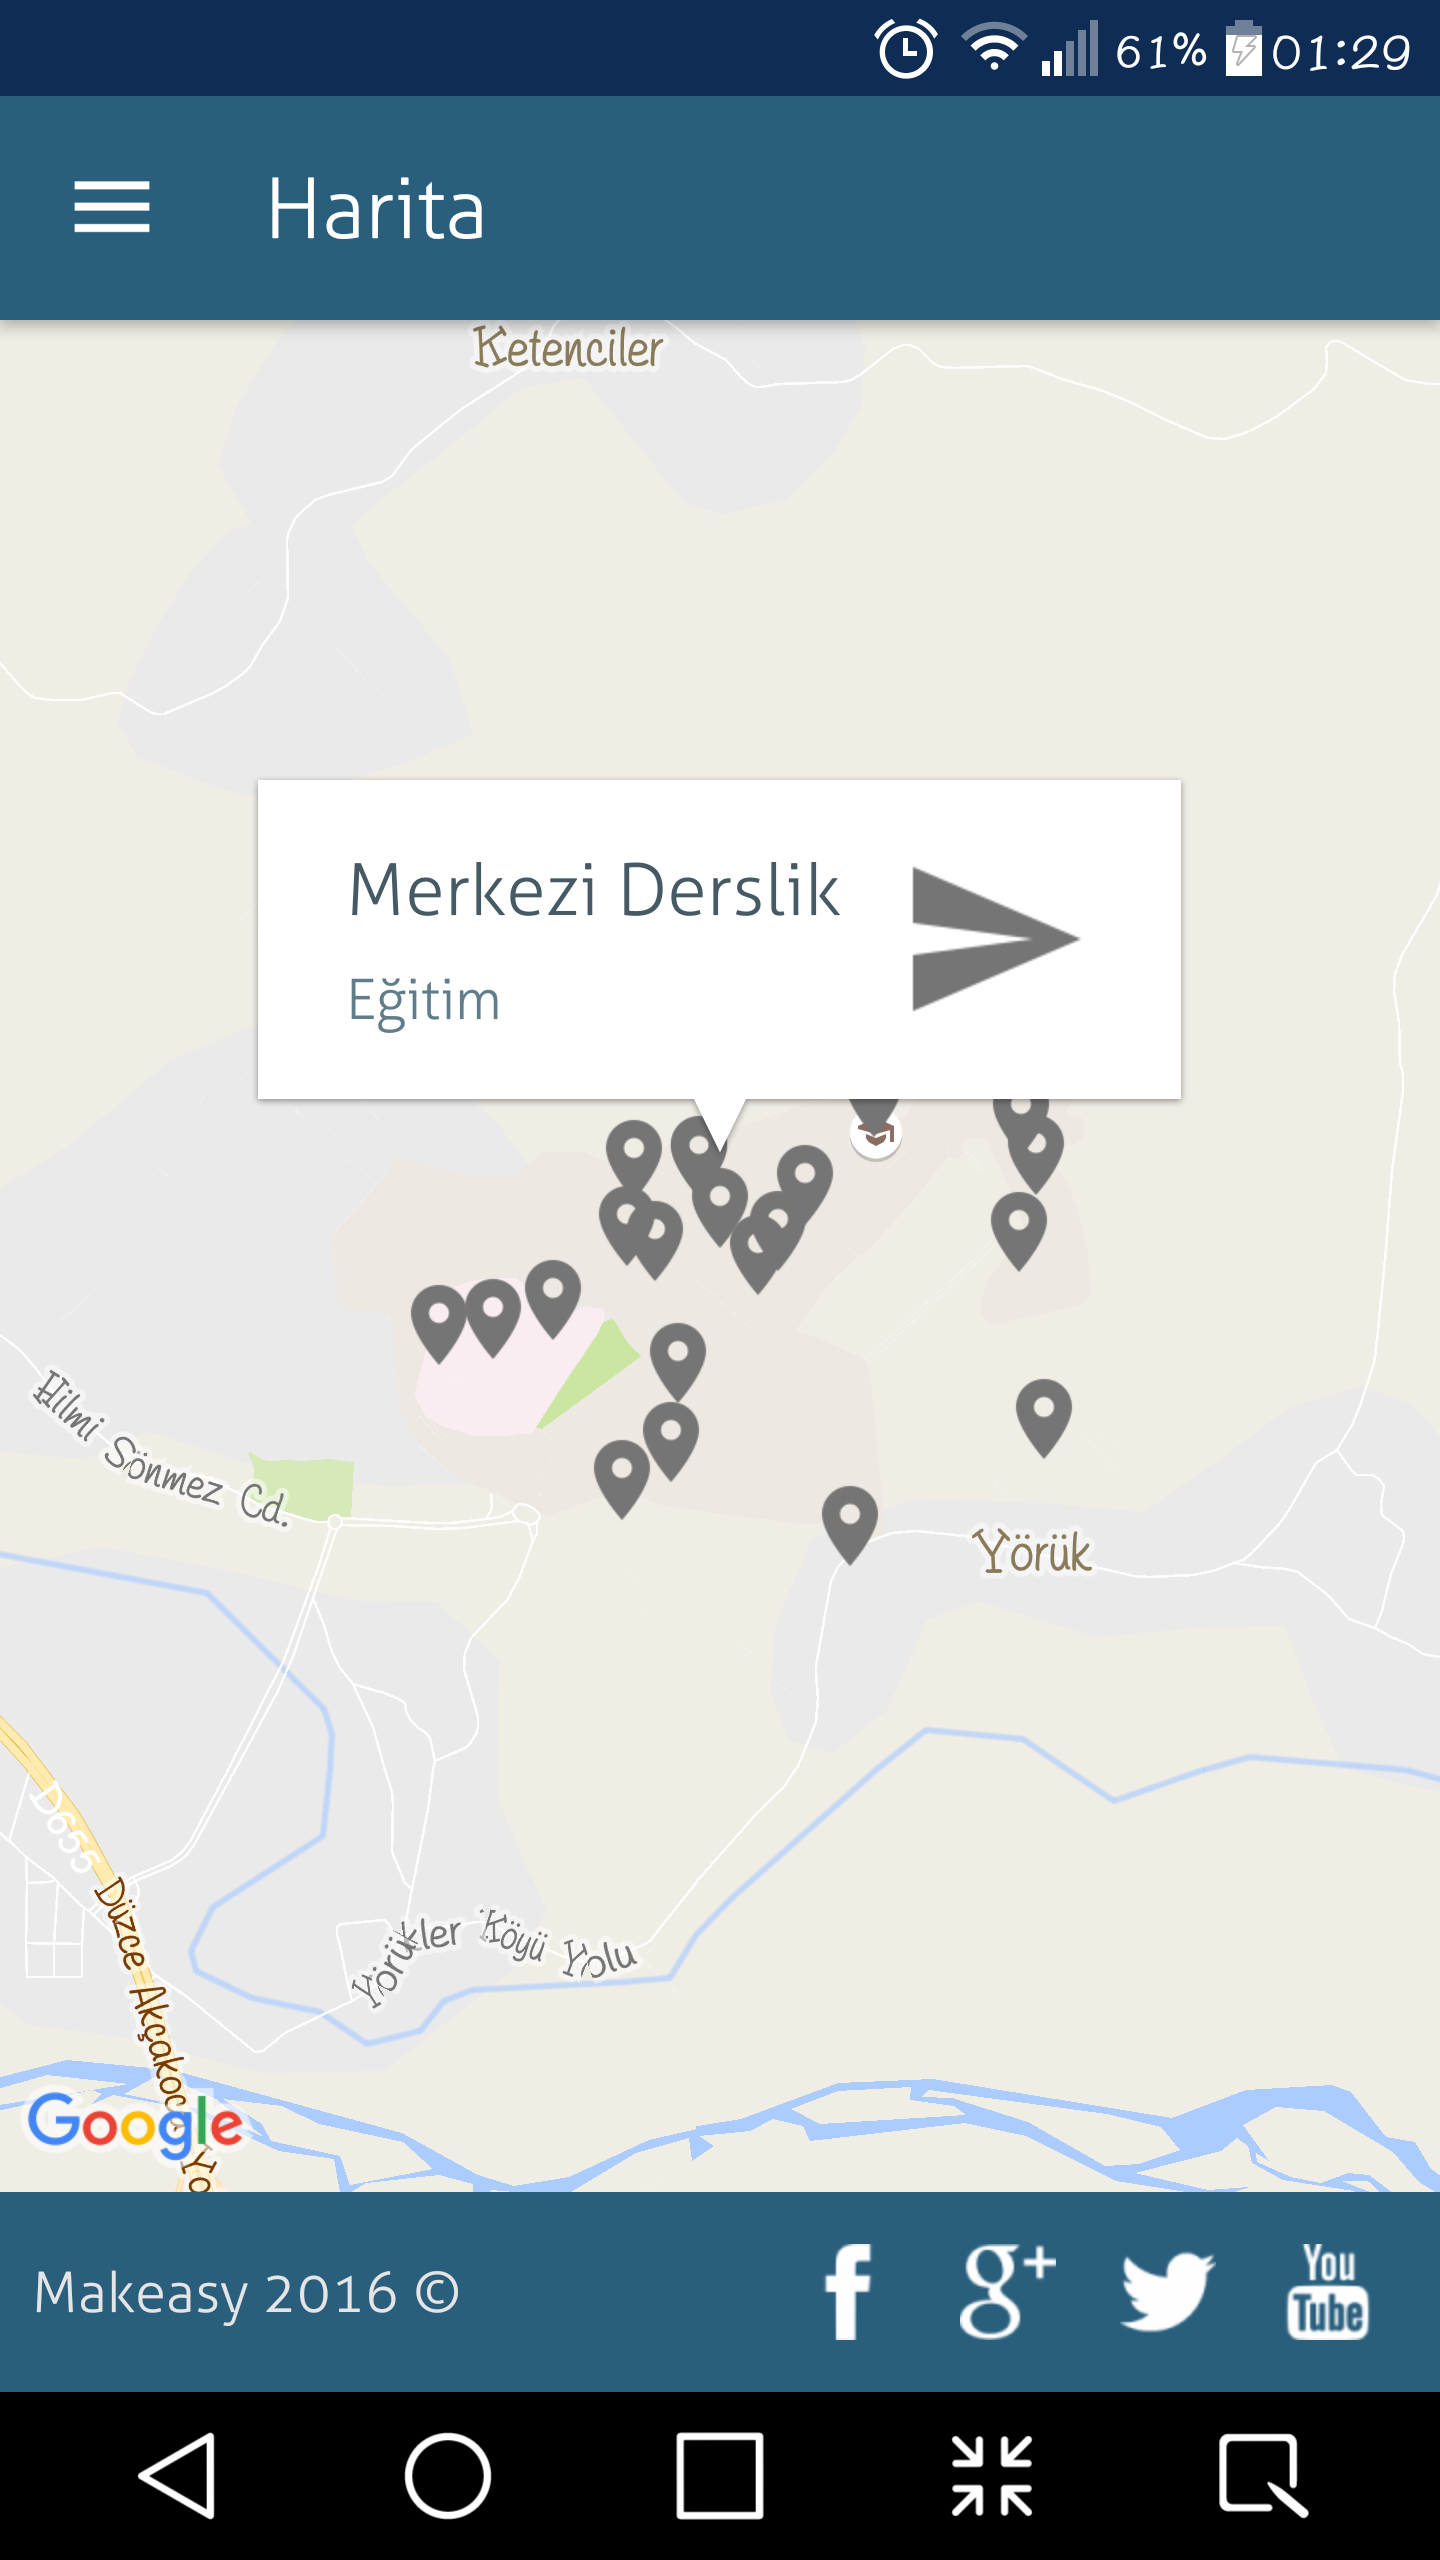 61% 01:29
Harita
Ketenciler
Merkezi Derslik
Eğitim
Hilmi Sönmez Cd.
Yörük
D655
Düzce Akçakoca Yo
Yörükler Köyü Yolu
Google
Makeasy 2016 ©
f g+ You Tube